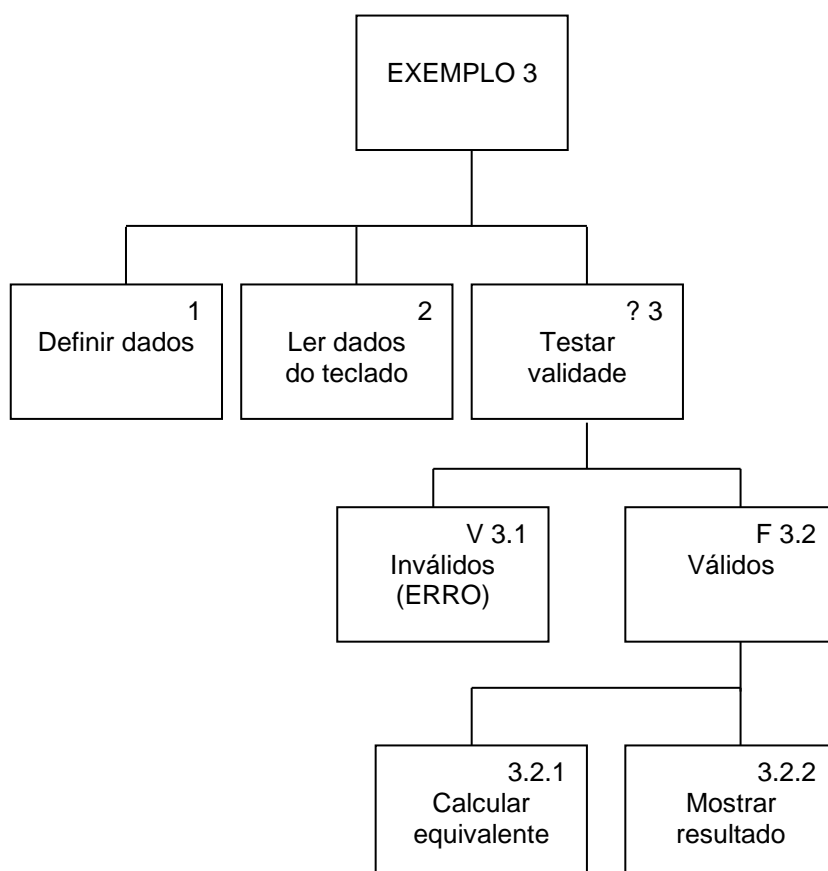 EXEMPLO 3
1
Definir dados
2
Ler dados
do teclado
? 3
Testar
validade
V 3.1
Inválidos
(ERRO)
F 3.2
Válidos
3.2.1
Calcular
equivalente
3.2.2
Mostrar
resultado